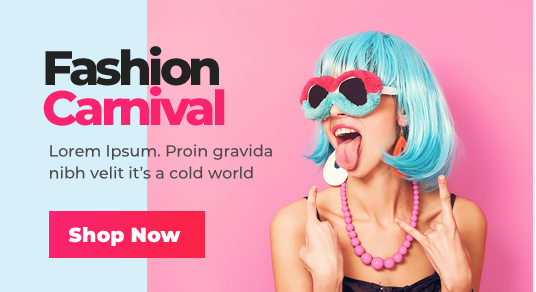 Fashion
Carnival
Lorem Ipsum. Proin gravida
nibh velit it's a cold world
Shop Now